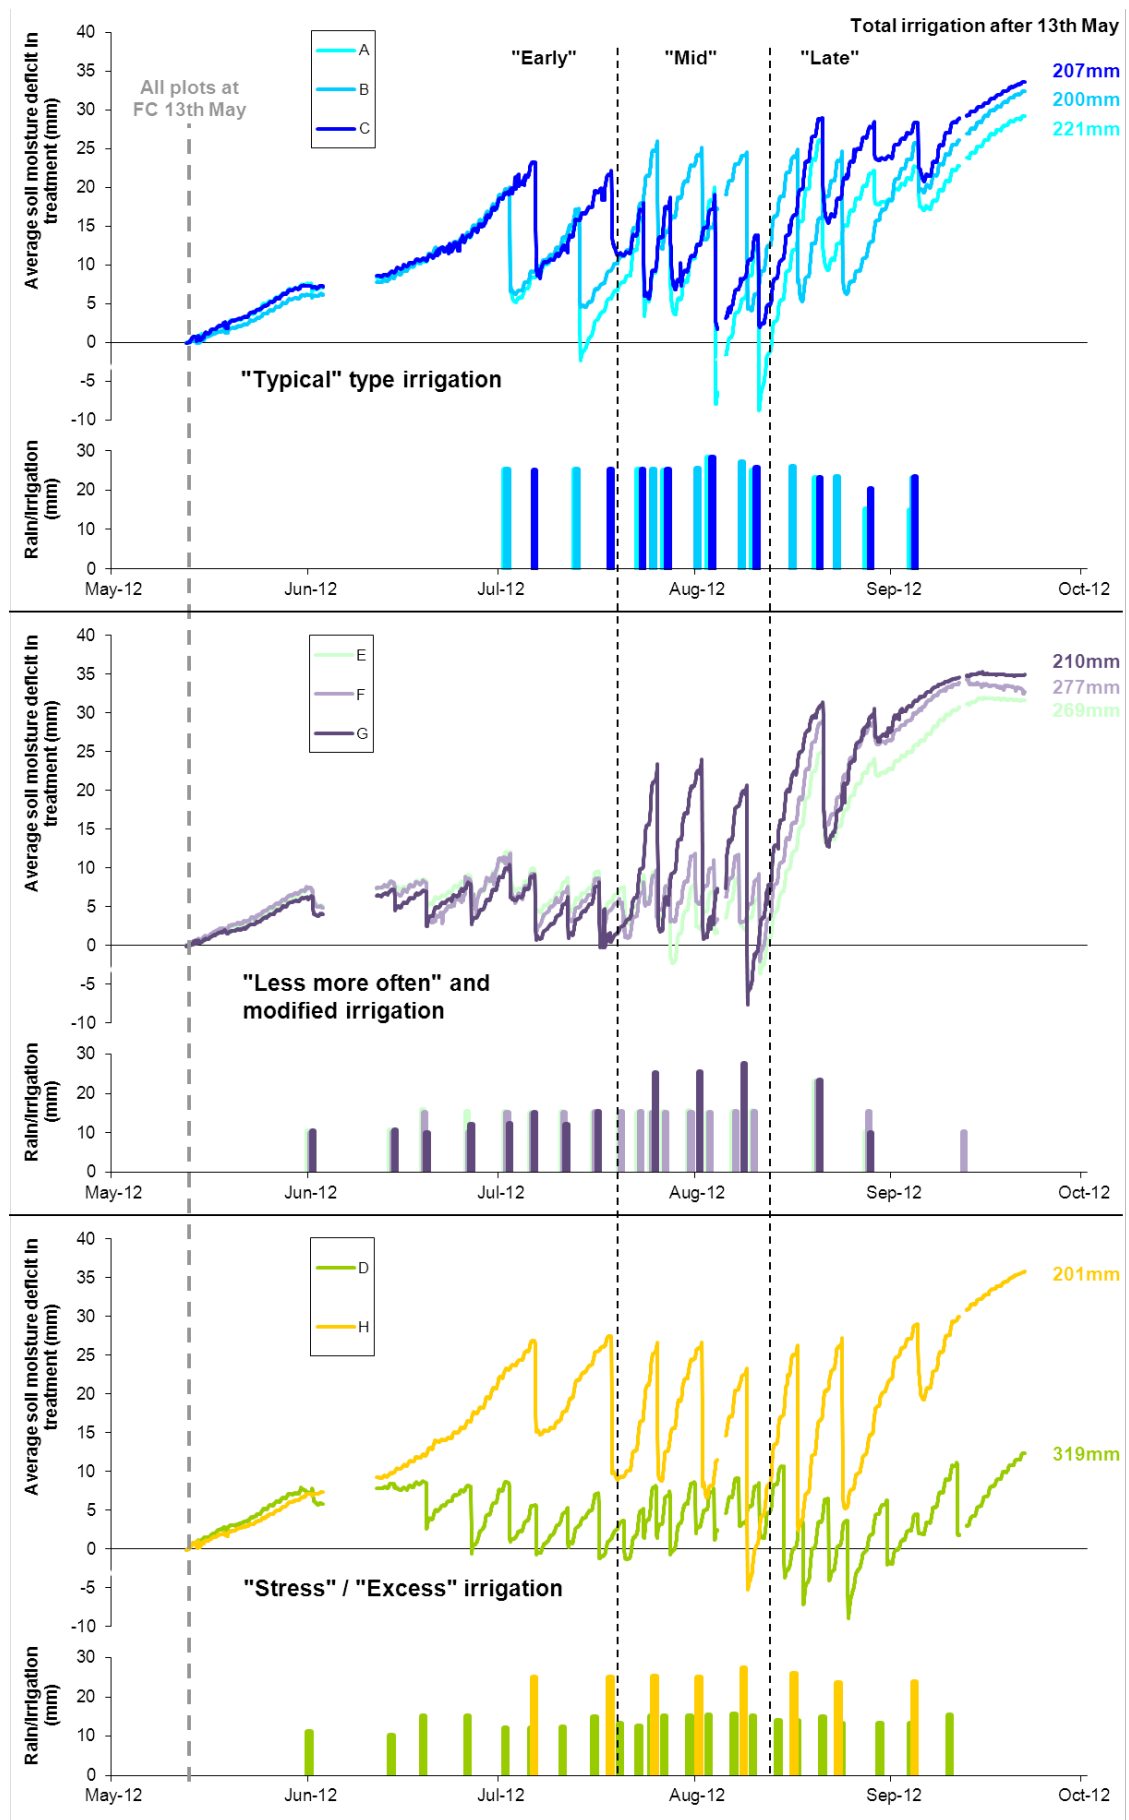 Total irrigation after 13th May
"Early"
"Mid"
"Late"
All plots at
FC 13th May
A
B
C
207mm
200mm
221mm
Average soil moisture deficit in
treatment (mm)
40
35
30
25
20
15
10
5
0
-5
-10
"Typical" type irrigation
Rain/Irrigation
(mm)
30
20
10
0
May-12
Jun-12
Jul-12
Aug-12
Sep-12
Oct-12
Average soil moisture deficit in
treatment (mm)
40
35
30
25
20
15
10
5
0
-5
-10
E
F
G
210mm
277mm
269mm
"Less more often" and
modified irrigation
Rain/Irrigation
(mm)
30
20
10
0
May-12
Jun-12
Jul-12
Aug-12
Sep-12
Oct-12
Average soil moisture deficit in
treatment (mm)
40
35
30
25
20
15
10
5
0
-5
-10
D
H
201mm
319mm
"Stress" / "Excess" irrigation
Rain/Irrigation
(mm)
30
20
10
0
May-12
Jun-12
Jul-12
Aug-12
Sep-12
Oct-12